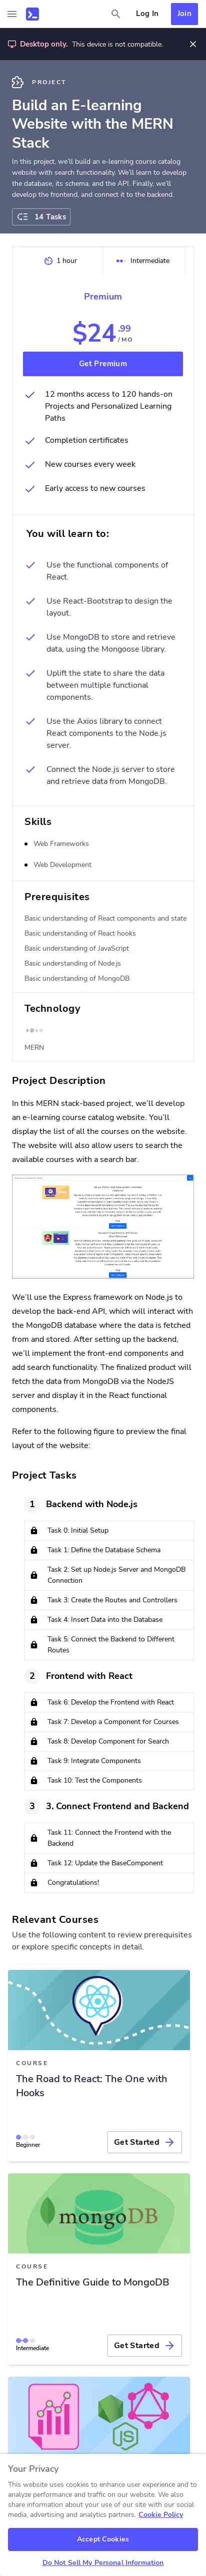 Log In
Join
Desktop only. This device is not compatible.
PROJECT
Build an E-learning
Website with the MERN
Stack
In this project, we'll build an e-learning course catalog
website with search functionality. We'll learn to develop
the database, its schema, and the API. Finally, we'll
develop the frontend, and connect it to the backend.
14 Tasks
1 hour
Intermediate
Premium
$24.99
/ MO
Get Premium
12 months access to 120 hands-on
Projects and Personalized Learning
Paths
Completion certificates
New courses every week
Early access to new courses
You will learn to:
Use the functional components of
React.
Use React-Bootstrap to design the
layout.
Use MongoDB to store and retrieve
data, using the Mongoose library.
Uplift the state to share the data
between multiple functional
components.
Use the Axios library to connect
React components to the Node.js
server.
Connect the Node.js server to store
and retrieve data from MongoDB.
Skills
Web Frameworks
Web Development
Prerequisites
Basic understanding of React components and state
Basic understanding of React hooks
Basic understanding of JavaScript
Basic understanding of Node.js
Basic understanding of MongoDB
Technology
MERN
Project Description
In this MERN stack-based project, we'll develop
an e-learning course catalog website. You'll
display the list of all the courses on the website.
The website will also allow users to search the
available courses with a search bar.
We'll use the Express framework on Node.js to
develop the back-end API, which will interact with
the MongoDB database where the data is fetched
from and stored. After setting up the backend,
we'll implement the front-end components and
add search functionality. The finalized product will
fetch the data from MongoDB via the NodeJS
server and display it in the React functional
components.
Refer to the following figure to preview the final
layout of the website:
Project Tasks
1 Backend with Node.js
Task 0: Initial Setup
Task 1: Define the Database Schema
Task 2: Set up Node.js Server and MongoDB
Connection
Task 3: Create the Routes and Controllers
Task 4: Insert Data into the Database
Task 5: Connect the Backend to Different
Routes
2 Frontend with React
Task 6: Develop the Frontend with React
Task 7: Develop a Component for Courses
Task 8: Develop Component for Search
Task 9: Integrate Components
Task 10: Test the Components
3 3. Connect Frontend and Backend
Task 11: Connect the Frontend with the
Backend
Task 12: Update the BaseComponent
Congratulations!
Relevant Courses
Use the following content to review prerequisites
or explore specific concepts in detail.
COURSE
The Road to React: The One with
Hooks
Beginner
Get Started
mongoDB
COURSE
The Definitive Guide to MongoDB
Intermediate
Get Started
Your Privacy
This website uses cookies to enhance user experience and to
analyze performance and traffic on our website. We also
share information about your use of our site with our social
media, advertising and analytics partners. Cookie Policy
Accept Cookies
Do Not Sell My Personal Information